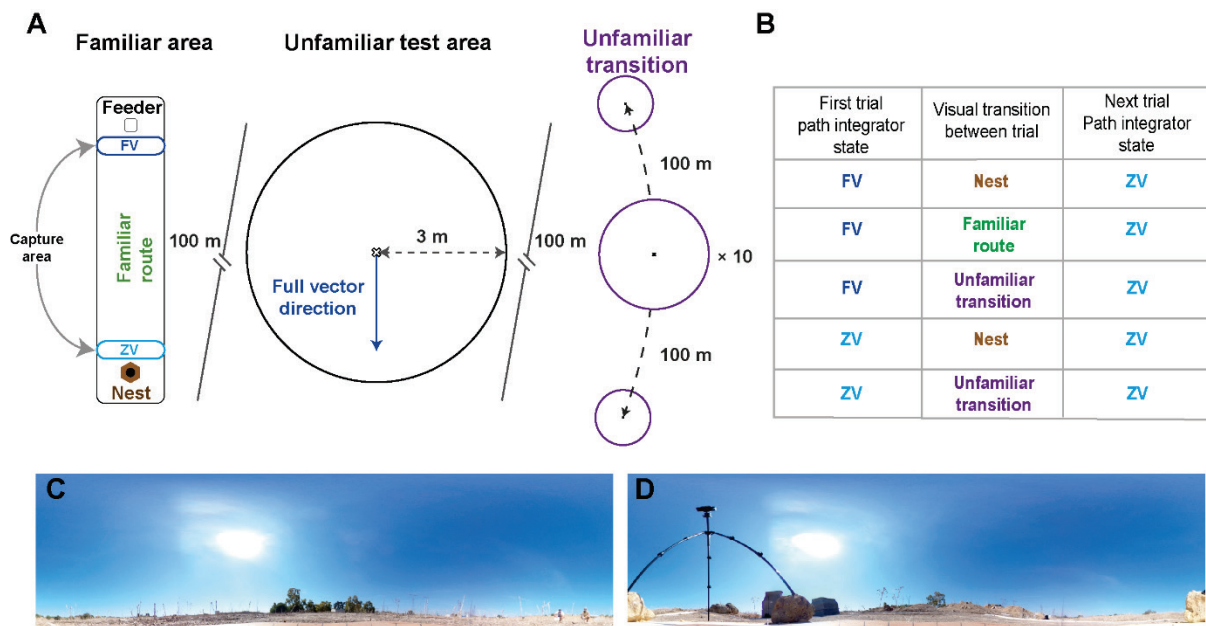 A
Familiar area
Unfamiliar test area
Unfamiliar
transition
Feeder
FV
Capture
area
Familiar
route
ZV
Nest
100 m
3 m
Full vector
direction
100 m
100 m
× 10
100 m
B
First trial
path integrator
state
Visual transition
between trial
Next trial
Path integrator
state
FV
Nest
ZV
FV
Familiar
route
ZV
FV
Unfamiliar
transition
ZV
ZV
Nest
ZV
ZV
Unfamiliar
transition
ZV
C
D